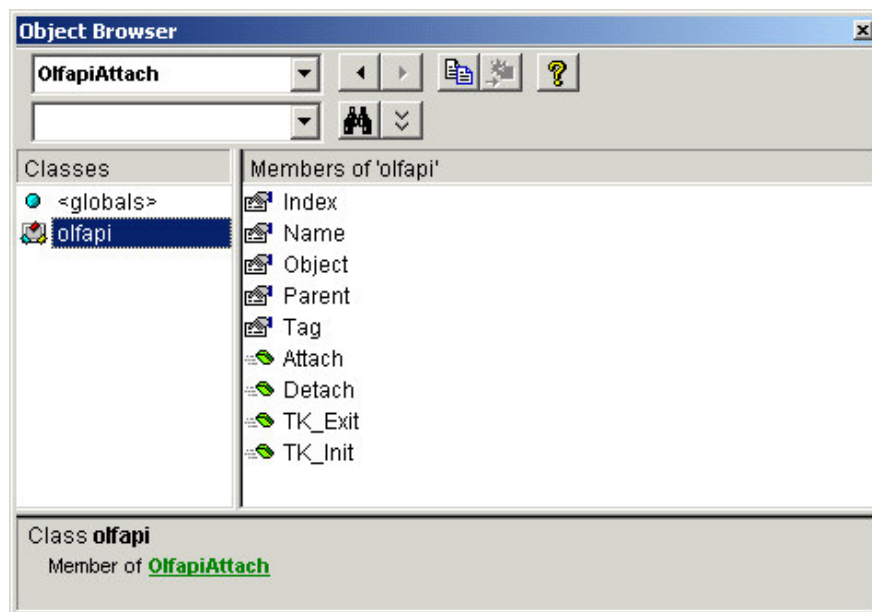 Object Browser
OlfapiAttach
Classes
Members of 'olfapi'
<globals>
olfapi
Index
Name
Object
Parent
Tag
Attach
Detach
TK_Exit
TK_Init
Class olfapi
Member of OlfapiAttach